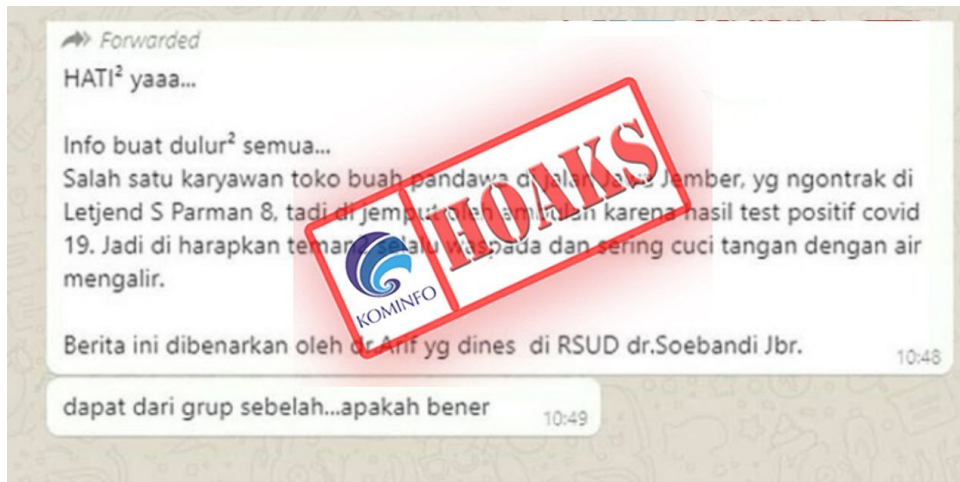 Forwarded
HATI² yaaa...
Info buat dulur² semua...
Salah satu karyawan toko buah pandawa di jalan Jember, yg ngontrak di
Letjend S Parman 8, tadi di jemput oleh ambulan karena hasil test positif covid
19. Jadi di harapkan selalu waspada dan sering cuci tangan dengan air
mengalir.
Berita ini dibenarkan oleh dr.Arif yg dines di RSUD dr.Soebandi Jbr.
10:48
KOMINFO
HOAKS
dapat dari grup sebelah...apakah bener
10:49